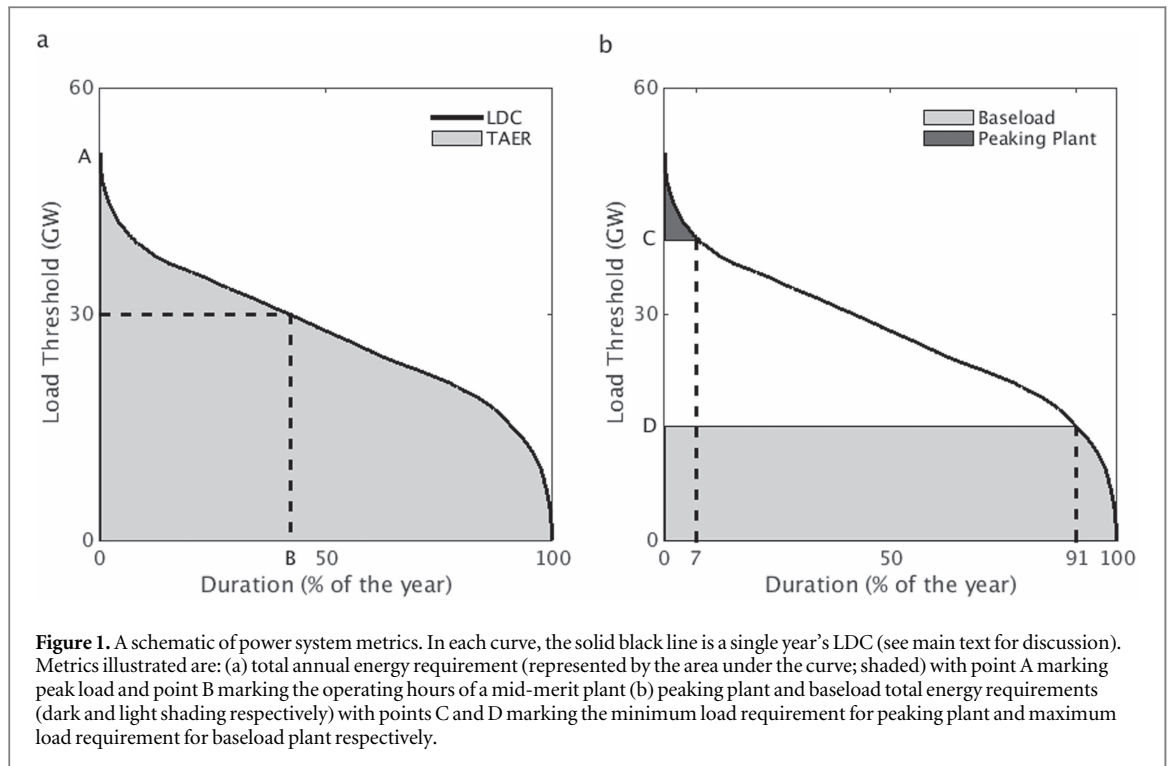 a
60
A
LDC
TAER
Load Threshold (GW)
30
0
0 B 50 100
Duration (% of the year)
b
60
Baseload
Peaking Plant
C
Load Threshold (GW)
30
D
0
0 7 50 91 100
Duration (% of the year)
Figure 1. A schematic of power system metrics. In each curve, the solid black line is a single year's LDC (see main text for discussion).
Metrics illustrated are: (a) total annual energy requirement (represented by the area under the curve; shaded) with point A marking
peak load and point B marking the operating hours of a mid-merit plant (b) peaking plant and baseload total energy requirements
(dark and light shading respectively) with points C and D marking the minimum load requirement for peaking plant and maximum
load requirement for baseload plant respectively.